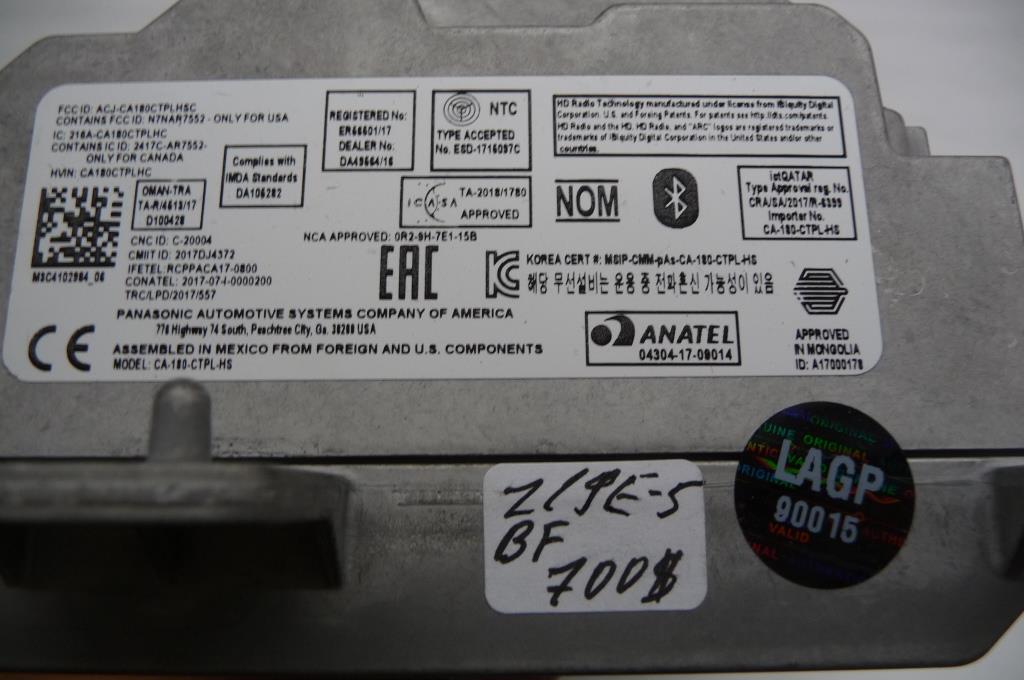 FCC ID: ACJ-CA180CTPLHSC
CONTAINS FCC ID: N7NAR7552 - ONLY FOR USA
IC: 216A-CA180CTPLHC
CONTAINS IC ID: 2417C-AR7552-
ONLY FOR CANADA
HVIN: CA180CTPLHC
M3C4102984_06
OMAN-TRA
TA-R/4613/17
D100428
Complies with
IMDA Standards
DA106282
REGISTERED No:
ER56601/17
DEALER No:
DA49664/16
NTC
TYPE ACCEPTED
No. ESD-1716097C
HD Radio Technology manufactured under license from iBiquity Digital
Corporation. U.S. and Foreing Patents. For patents see http://dts.com/patents.
HD Radio and the HD, HD Radio, and "ARC" logos are registered trademarks or
trademarks of iBiquity Digital Corporation in the United States and/or other
countries.
ICASA
TA-2018/1780
APPROVED
NOM
ictQATAR
Type Approval reg. No.
CRA/SA/2017/R-6399
Importer No.
CA-180-CTPL-HS
CNC ID: C-20004
CMIIT ID: 2017DJ4372
IFETEL: RCPPACA17-0800
CONATEL: 2017-07-I-0000200
TRC/LPD/2017/557
NCA APPROVED: 0R2-9H-7E1-15B
EAC
KOREA CERT #: MSIP-CMM-pAs-CA-180-CTPL-HS
해당 무선설비는 운용 중 전파혼신 가능성이 있음
PANASONIC AUTOMOTIVE SYSTEMS COMPANY OF AMERICA
776 Highway 74 South, Peachtree City, Ga. 30269 USA
CE
ASSEMBLED IN MEXICO FROM FOREIGN AND U.S. COMPONENTS
MODEL: CA-180-CTPL-HS
ANATEL
04304-17-09014
APPROVED
IN MONGOLIA
ID: A17000178
BF
700$
ORIGINAL
UINE ORIGINAL
LAGP
90015
VALID